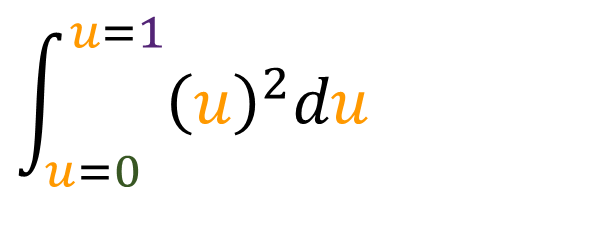 ∫_{u=0}^{u=1} (u)² du